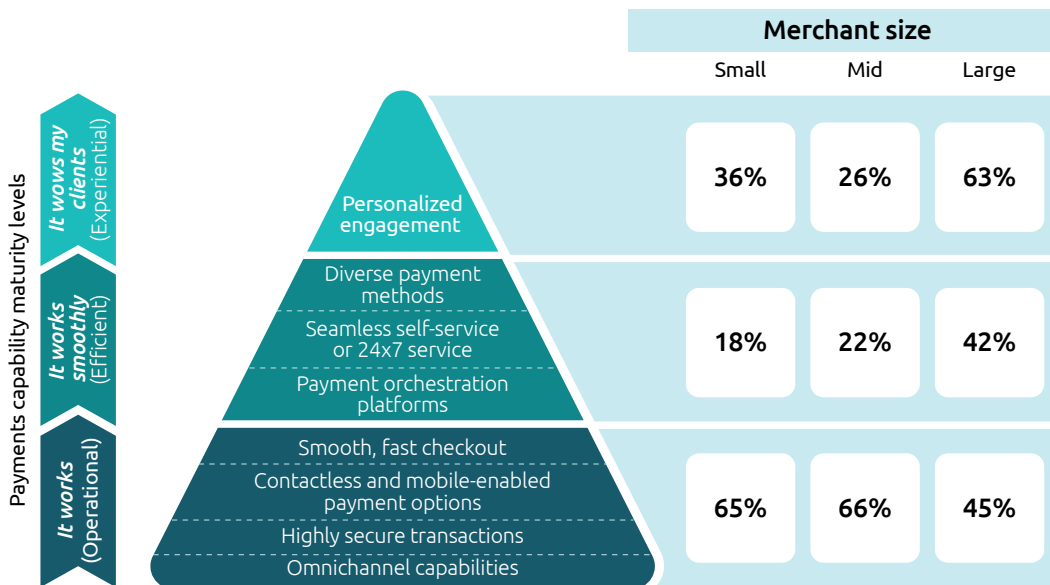 Merchant size
Small Mid Large
Payments capability maturity levels
It wows my
clients
(Experiential)
Personalized
engagement
36% 26% 63%
It works
smoothly
(Efficient)
Diverse payment
methods
Seamless self-service
or 24x7 service
Payment orchestration
platforms
18% 22% 42%
It works
(Operational)
Smooth, fast checkout
Contactless and mobile-enabled
payment options
Highly secure transactions
Omnichannel capabilities
65% 66% 45%